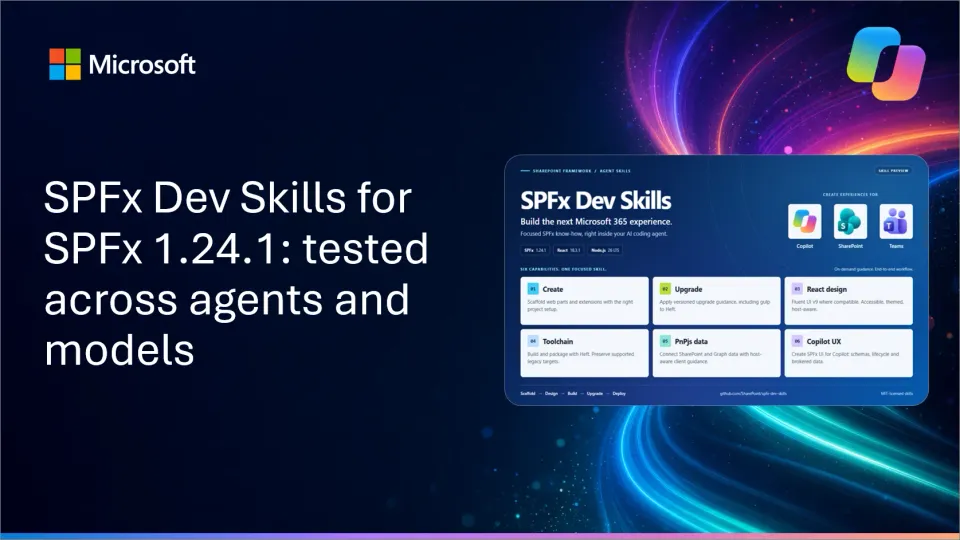 Microsoft
SPFx Dev Skills for
SPFx 1.24.1: tested
across agents and
models
SHAREPOINT FRAMEWORK / AGENT SKILLS
SKILL PREVIEW
SPFx Dev Skills
Build the next Microsoft 365 experience.
Focused SPFx know-how, right inside your AI coding agent.
SPFx 1.24.1
React
Node.js
CREATE EXPERIENCES FOR
Copilot
SharePoint
Teams
SIX CAPABILITIES. ONE FOCUSED SKILL.
On-demand guidance. End-to-end workflow.
01 Create
Scaffold web parts and extensions with the right
project setup.
02 Upgrade
Apply versioned upgrade guidance, including gulp
to Heft.
03 React design
Fluent UI v9 where compatible. Accessible, themed,
host-aware.
04 Toolchain
Build and package with Heft. Preserve supported
legacy targets.
05 PnPjs data
Connect SharePoint and Graph data with host-
aware client guidance.
06 Copilot UX
Create SPFx UI for Copilot: schemas, lifecycle and
brokered data.
Scaffold → Design → Build → Upgrade → Deploy
github.com/SharePoint/spfx-dev-skills
MIT-licensed skills